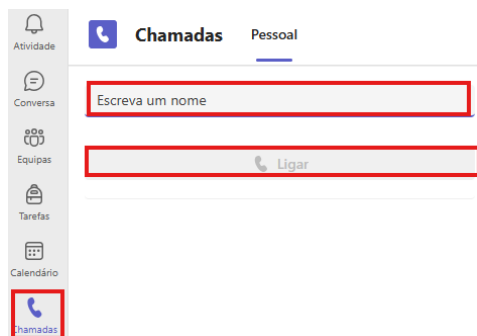 Atividade
Conversa
Equipas
Tarefas
Calendário
Chamadas
Chamadas Pessoal
Escreva um nome
Ligar